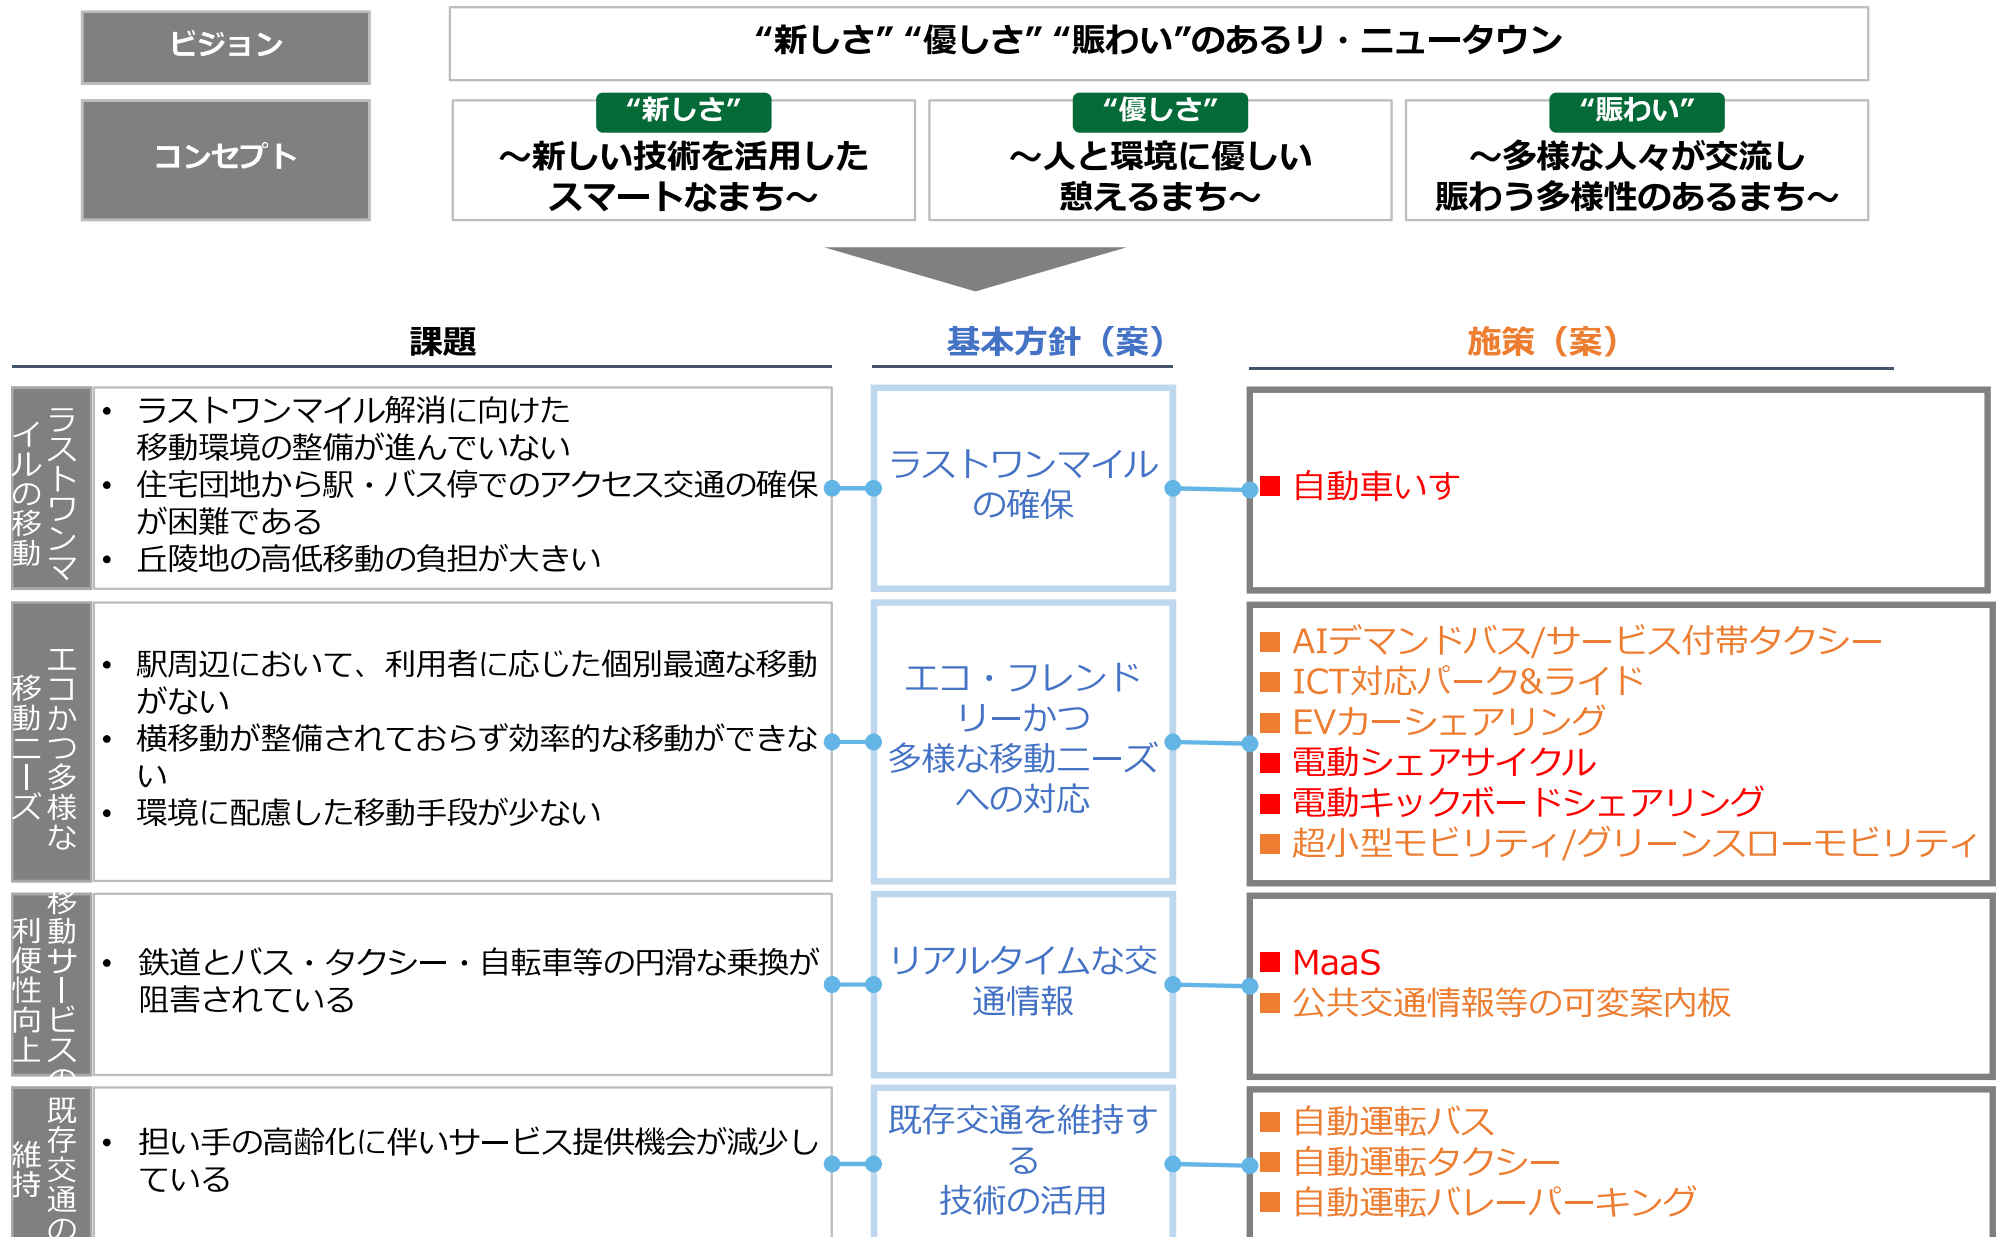 ビジョン
“新しさ” “優しさ” “賑わい”のあるリ・ニュータウン
コンセプト
“新しさ”
～新しい技術を活用した
スマートなまち～
“優しさ”
～人と環境に優しい
憩えるまち～
“賑わい”
～多様な人々が交流し
賑わう多様性のあるまち～
課題
基本方針（案）
施策（案）
ラストワンマ
イルの移動
• ラストワンマイル解消に向けた
移動環境の整備が進んでいない
• 住宅団地から駅・バス停でのアクセス交通の確保
が困難である
• 丘陵地の高低移動の負担が大きい
ラストワンマイル
の確保
■ 自動車いす
エコかつ多様な
移動ニーズ
• 駅周辺において、利用者に応じた個別最適な移動
がない
• 横移動が整備されておらず効率的な移動ができな
い
• 環境に配慮した移動手段が少ない
エコ・フレンド
リーかつ
多様な移動ニーズ
への対応
■ AIデマンドバス/サービス付帯タクシー
■ ICT対応パーク&ライド
■ EVカーシェアリング
■ 電動シェアサイクル
■ 電動キックボードシェアリング
■ 超小型モビリティ/グリーンスローモビリティ
移動サービスの
利便性向上
• 鉄道とバス・タクシー・自転車等の円滑な乗換が
阻害されている
リアルタイムな交
通情報
■ MaaS
■ 公共交通情報等の可変案内板
既存交通の
維持
• 担い手の高齢化に伴いサービス提供機会が減少し
ている
既存交通を維持す
る
技術の活用
■ 自動運転バス
■ 自動運転タクシー
■ 自動運転バレーパーキング